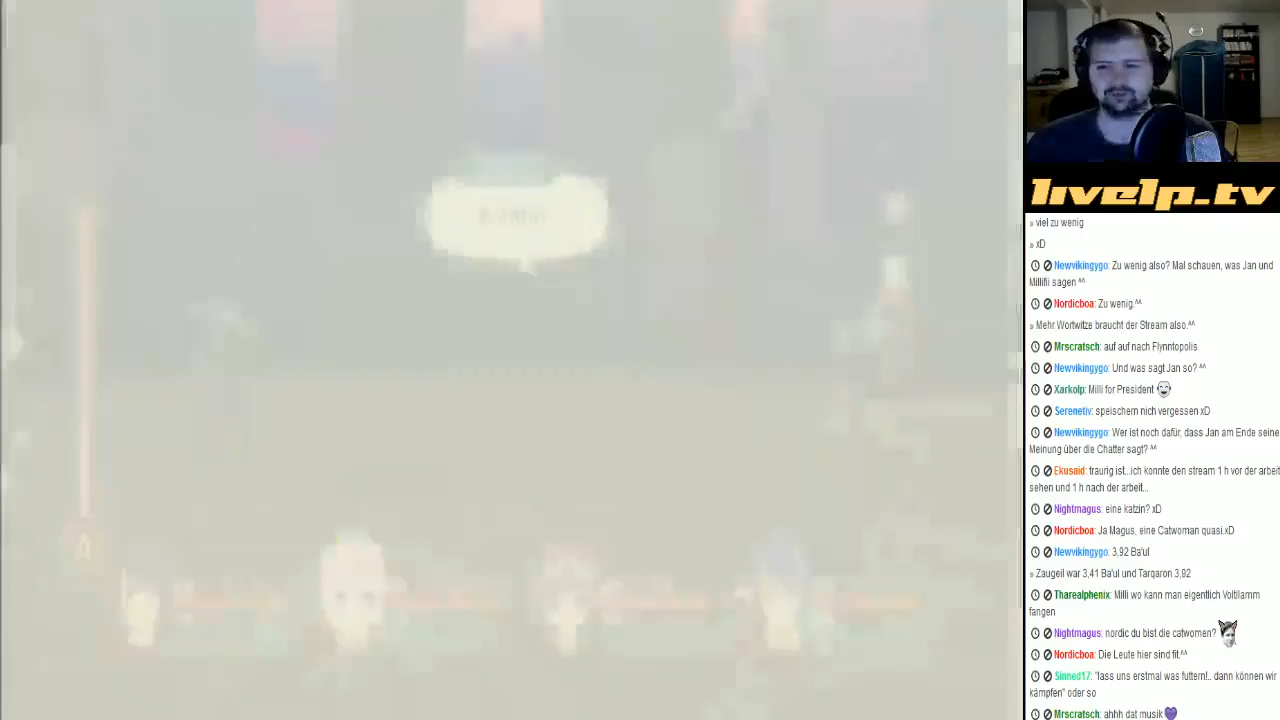 livelp.tv
» viel zu wenig
» xD
Newvikingygo: Zu wenig also? Mal schauen, was Jan und
Millifii sagen ^^
Nordicboa: Zu wenig.^^
» Mehr Wortwitze braucht der Stream also.^^
Mrscratsch: auf auf nach Flynntopolis
Newvikingygo: Und was sagt Jan so? ^^
Xarkolp: Milli for President
Serenetiv: speischern nich vergessen xD
Newvikingygo: Wer ist noch dafür, dass Jan am Ende seine
Meinung über die Chatter sagt? ^^
Ekusaid: traurig ist...ich konnte den stream 1 h vor der arbeit
sehen und 1 h nach der arbeit...
Nightmagus: eine katzin? xD
Nordicboa: Ja Magus, eine Catwoman quasi.xD
Newvikingygo: 3,92 Ba'ul
» Zaugeil war 3,41 Ba'ul und Tarqaron 3,92
Tharealphenix: Milli wo kann man eigentlich Voltilamm
fangen
Nightmagus: nordic du bist die catwomen?
Nordicboa: Die Leute hier sind fit.^^
Sinned17: "lass uns erstmal was futtern!.. dann können wir
kämpfen" oder so
Mrscratsch: ahhh dat musik